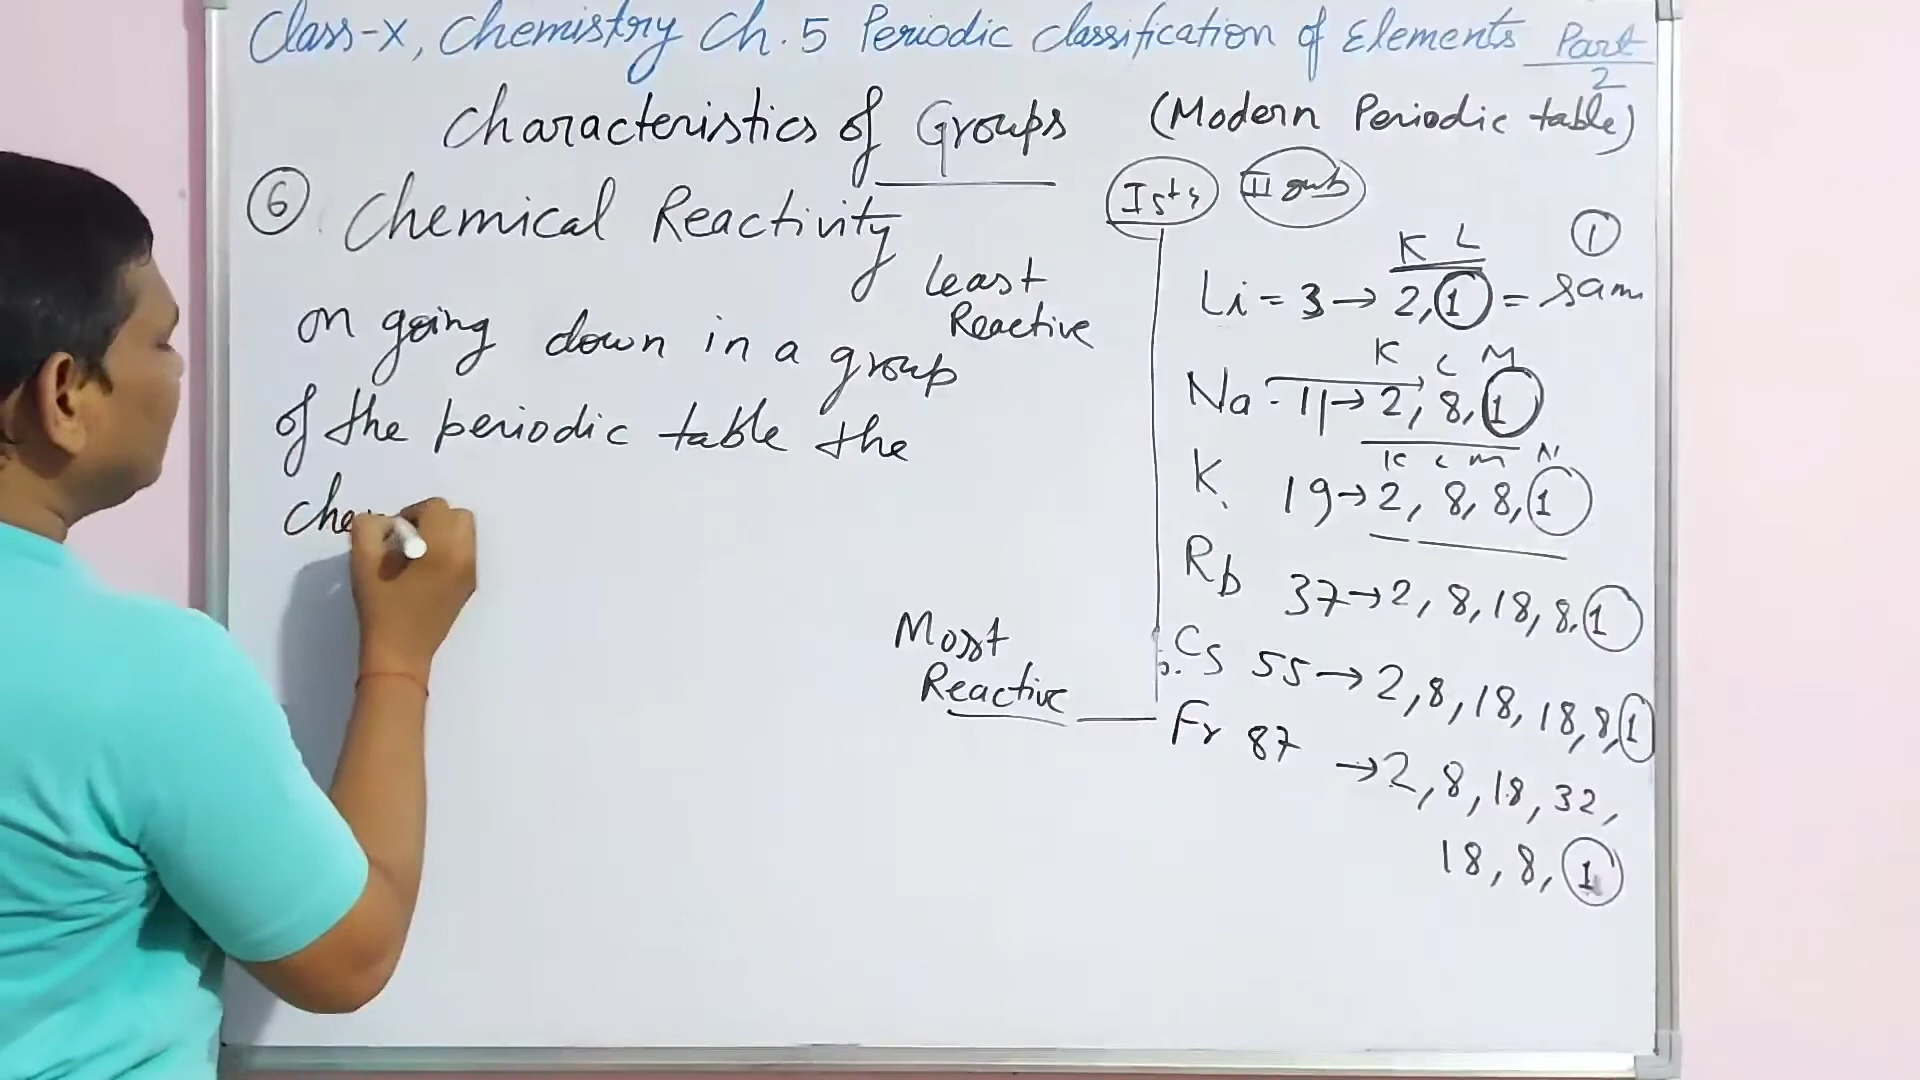 Class-X, Chemistry Ch. 5 Periodic classification of Elements Part 2
Characteristics of Groups (Modern Periodic table)
6 Chemical Reactivity
Least
Reactive
on going down in a group
of the periodic table the
Che
Most
Reactive
Ist
II
1
K L
Li = 3 → 2, 1 = sam
K L M
Na - 11 → 2, 8, 1
K L M N
K. 19 → 2, 8, 8, 1
Rb 37 → 2, 8, 18, 8, 1
Cs 55 → 2, 8, 18, 18, 8, 1
Fr 87 → 2, 8, 18, 32,
18, 8, 1